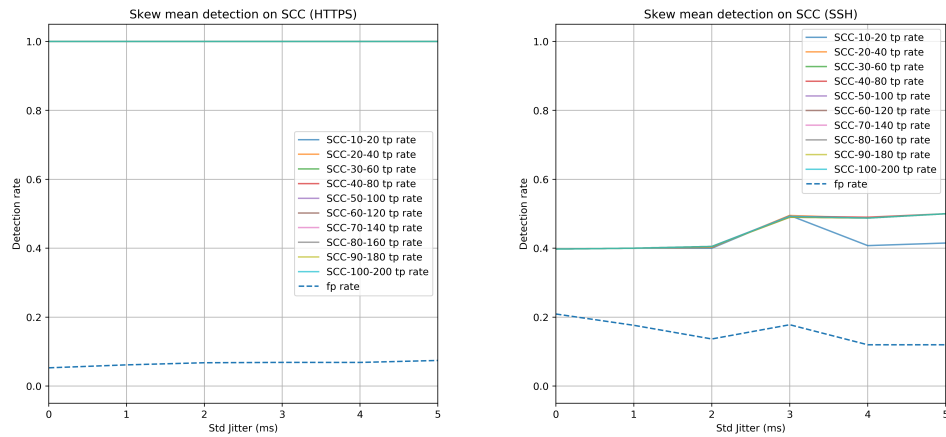 Skew mean detection on SCC (HTTPS)
1.0
0.8
0.6
0.4
0.2
0.0
Detection rate
SCC-10-20 tp rate
SCC-20-40 tp rate
SCC-30-60 tp rate
SCC-40-80 tp rate
SCC-50-100 tp rate
SCC-60-120 tp rate
SCC-70-140 tp rate
SCC-80-160 tp rate
SCC-90-180 tp rate
SCC-100-200 tp rate
fp rate
0 1 2 3 4 5
Std Jitter (ms)
Skew mean detection on SCC (SSH)
1.0
0.8
0.6
0.4
0.2
0.0
Detection rate
SCC-10-20 tp rate
SCC-20-40 tp rate
SCC-30-60 tp rate
SCC-40-80 tp rate
SCC-50-100 tp rate
SCC-60-120 tp rate
SCC-70-140 tp rate
SCC-80-160 tp rate
SCC-90-180 tp rate
SCC-100-200 tp rate
fp rate
0 1 2 3 4 5
Std Jitter (ms)